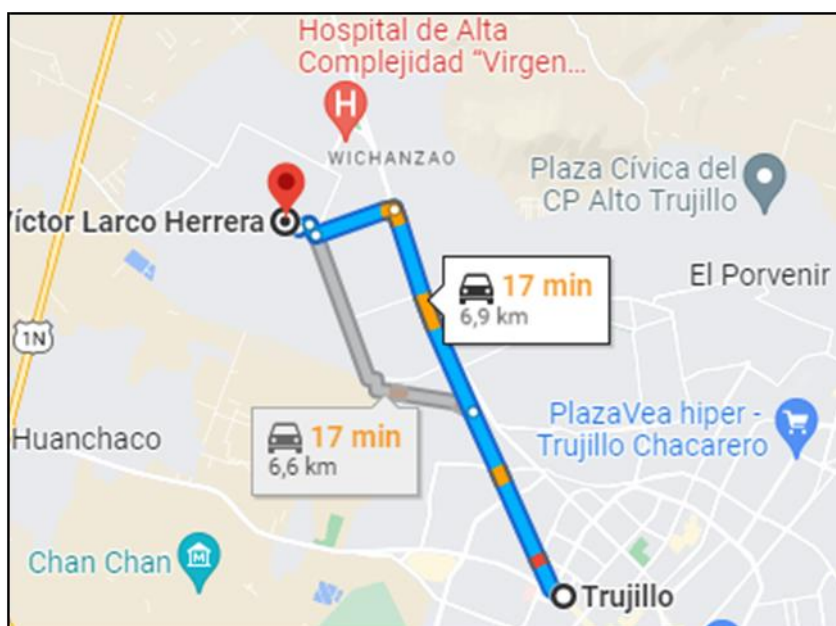 Hospital de Alta
Complejidad “Virgen...
H
WICHANZAO
Plaza Cívica del
CP Alto Trujillo
íctor Larco Herrera
17 min
6,9 km
El Porvenir
1N
17 min
6,6 km
PlazaVea hiper -
Trujillo Chacarero
Huanchaco
M
Chan Chan
Trujillo